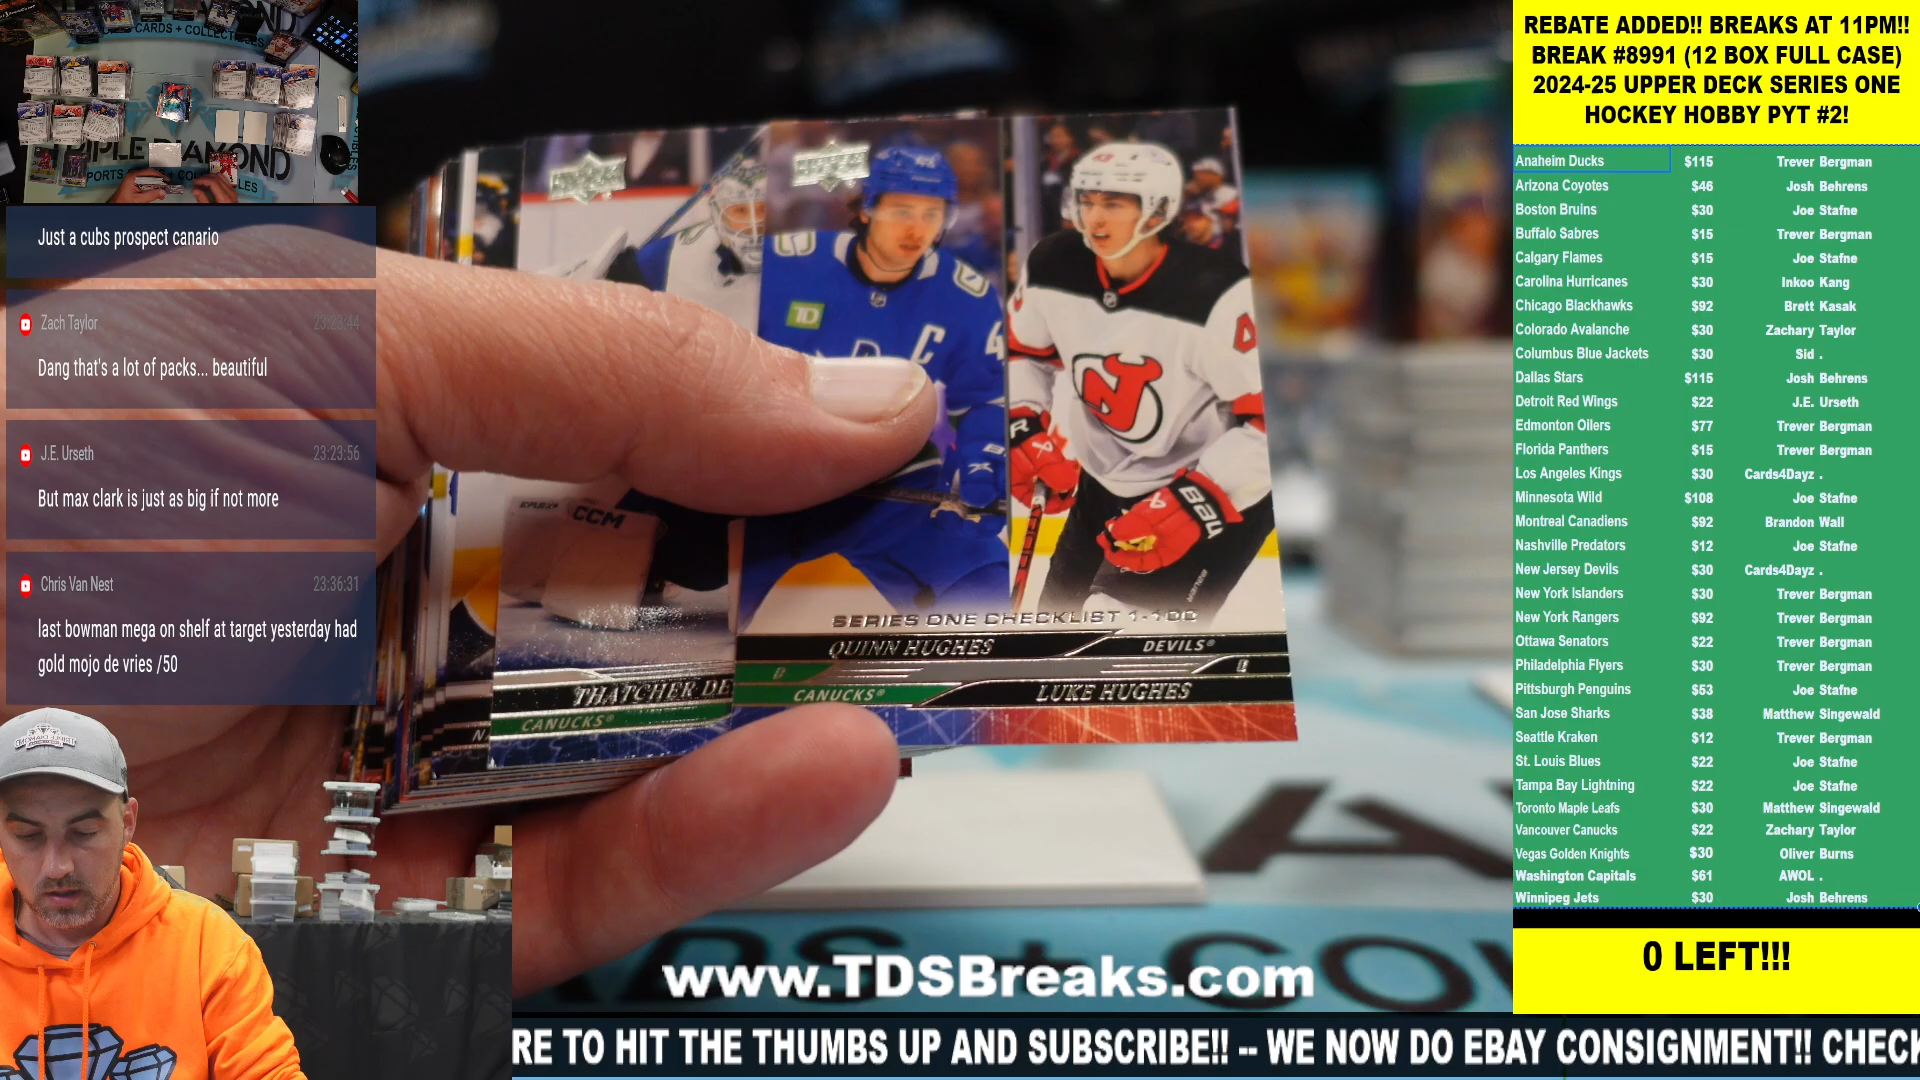 REBATE ADDED!! BREAKS AT 11PM!!
BREAK #8991 (12 BOX FULL CASE)
2024-25 UPPER DECK SERIES ONE
HOCKEY HOBBY PYT #2!
Anaheim Ducks $115 Trever Bergman
Arizona Coyotes $46 Josh Behrens
Boston Bruins $30 Joe Stafne
Buffalo Sabres $15 Trever Bergman
Calgary Flames $15 Joe Stafne
Carolina Hurricanes $30 Inkoo Kang
Chicago Blackhawks $92 Brett Kasak
Colorado Avalanche $30 Zachary Taylor
Columbus Blue Jackets $30 Sid .
Dallas Stars $115 Josh Behrens
Detroit Red Wings $22 J.E. Urseth
Edmonton Oilers $77 Trever Bergman
Florida Panthers $15 Trever Bergman
Los Angeles Kings $30 Cards4Dayz .
Minnesota Wild $108 Joe Stafne
Montreal Canadiens $92 Brandon Wall
Nashville Predators $12 Joe Stafne
New Jersey Devils $30 Cards4Dayz .
New York Islanders $30 Trever Bergman
New York Rangers $92 Trever Bergman
Ottawa Senators $22 Trever Bergman
Philadelphia Flyers $30 Trever Bergman
Pittsburgh Penguins $53 Joe Stafne
San Jose Sharks $38 Matthew Singewald
Seattle Kraken $12 Trever Bergman
St. Louis Blues $22 Joe Stafne
Tampa Bay Lightning $22 Joe Stafne
Toronto Maple Leafs $30 Matthew Singewald
Vancouver Canucks $22 Zachary Taylor
Vegas Golden Knights $30 Oliver Burns
Washington Capitals $61 AWOL .
Winnipeg Jets $30 Josh Behrens
0 LEFT!!!
Just a cubs prospect canario
Zach Taylor
Dang that's a lot of packs... beautiful
J.E. Urseth 23:23:56
But max clark is just as big if not more
Chris Van Nest 23:36:31
last bowman mega on shelf at target yesterday had
gold mojo de vries /50
TD
C
CCM
SERIES ONE CHECKLIST 1-100
QUINN HUGHES DEVILS®
CANUCKS® LUKE HUGHES
THATCHER DE
CANUCKS®
CARDS + COLLECTIBLES
TRIPLE DIAMOND
www.TDSBreaks.com
RE TO HIT THE THUMBS UP AND SUBSCRIBE!! -- WE NOW DO EBAY CONSIGNMENT!! CHECK